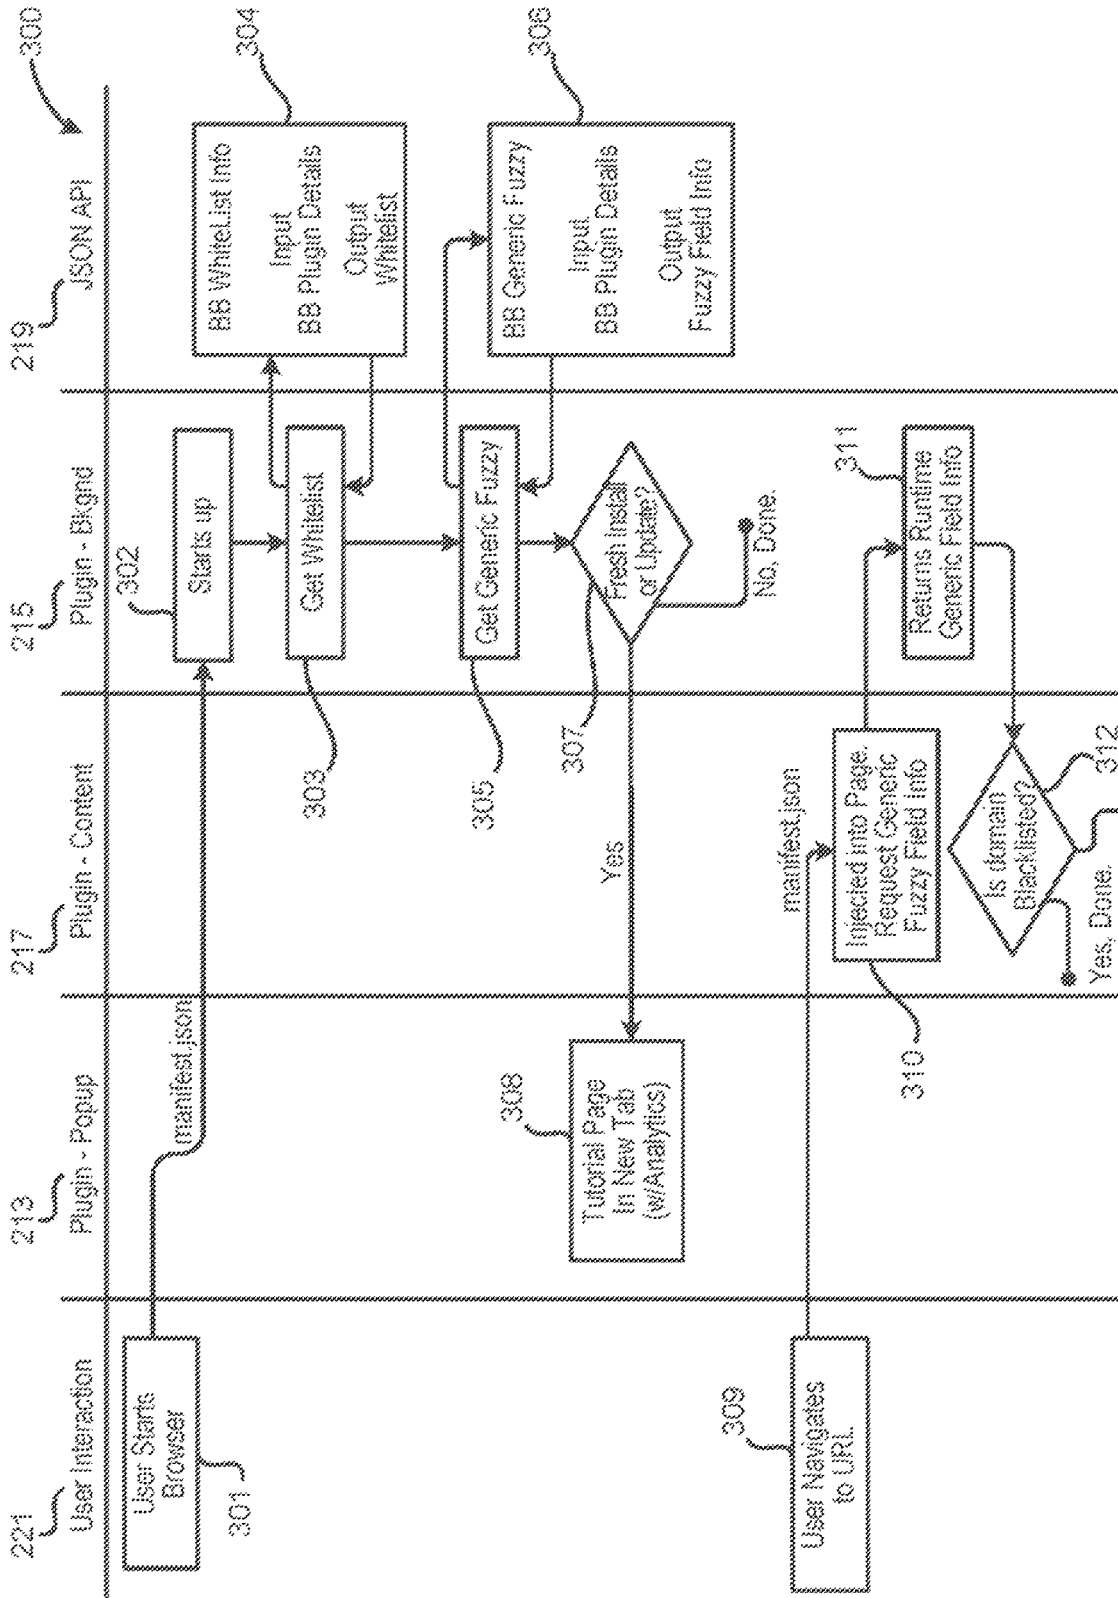 300
221
User Interaction
213
Plugin - Popup
217
Plugin - Content
215
Plugin - Bkgnd
219
JSON API
User Starts
Browser
301
manifest.json
302
Starts up
303
Get Whitelist
304
BB WhiteList Info
Input
BB Plugin Details
Output
Whitelist
305
Get Generic Fuzzy
306
BB Generic Fuzzy
Input
BB Plugin Details
Output
Fuzzy Field Info
307
Fresh Install
or Update?
Yes
No, Done.
308
Tutorial Page
In New Tab
(w/Analytics)
309
User Navigates
to URL
manifest.json
310
Injected into Page.
Request Generic
Fuzzy Field Info
311
Returns Runtime
Generic Field Info
312
Is domain
Blacklisted?
Yes, Done.